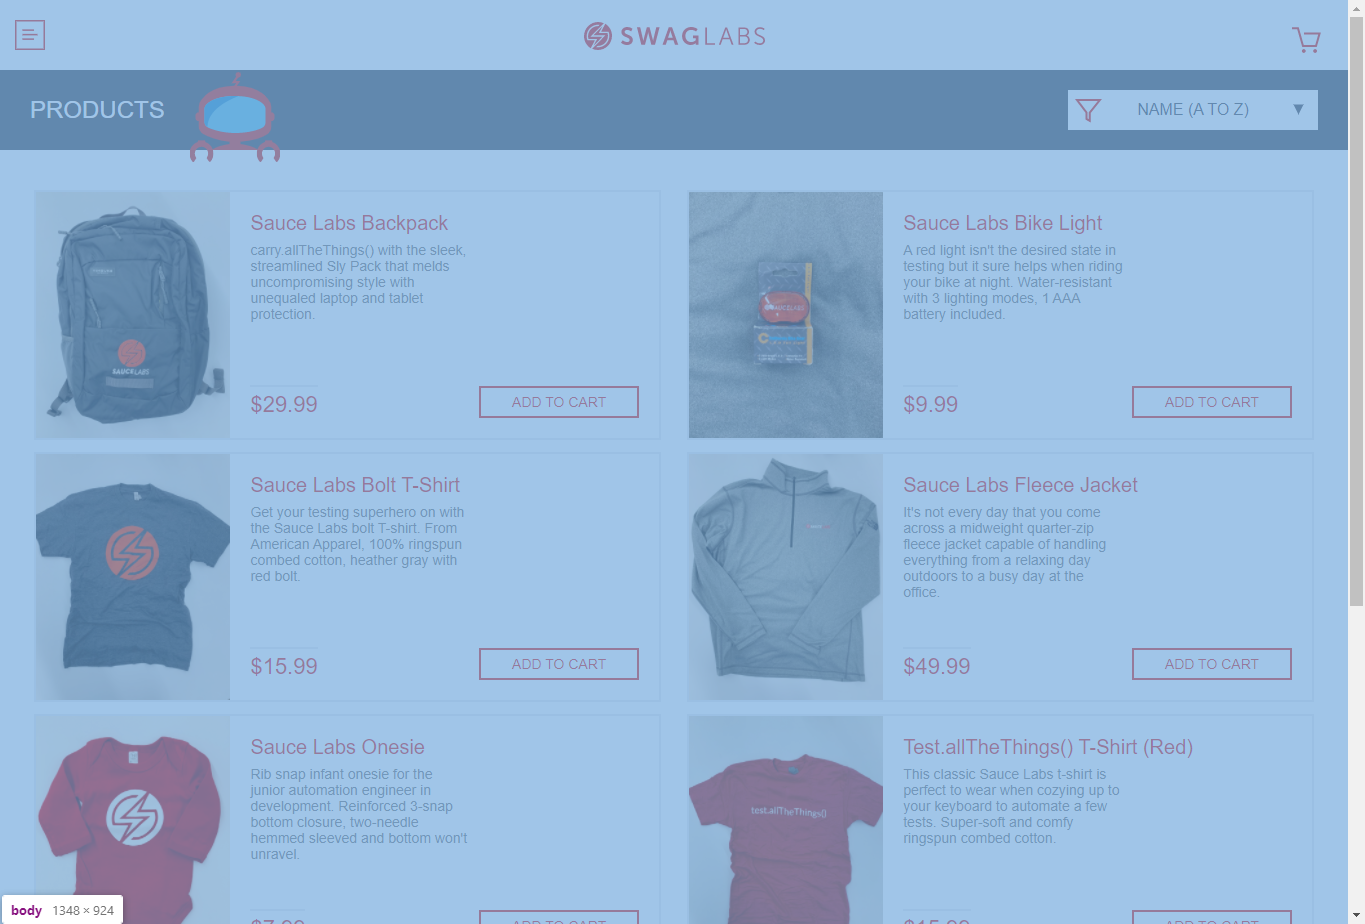 SWAGLABS
PRODUCTS
NAME (A TO Z) ▼
Sauce Labs Backpack
carry.allTheThings() with the sleek,
streamlined Sly Pack that melds
uncompromising style with
unequaled laptop and tablet
protection.
$29.99
ADD TO CART
SAUCELABS
Sauce Labs Bike Light
A red light isn't the desired state in
testing but it sure helps when riding
your bike at night. Water-resistant
with 3 lighting modes, 1 AAA
battery included.
$9.99
ADD TO CART
SAUCELABS
Sauce Labs Bolt T-Shirt
Get your testing superhero on with
the Sauce Labs bolt T-shirt. From
American Apparel, 100% ringspun
combed cotton, heather gray with
red bolt.
$15.99
ADD TO CART
Sauce Labs Fleece Jacket
It's not every day that you come
across a midweight quarter-zip
fleece jacket capable of handling
everything from a relaxing day
outdoors to a busy day at the
office.
$49.99
ADD TO CART
Sauce Labs Onesie
Rib snap infant onesie for the
junior automation engineer in
development. Reinforced 3-snap
bottom closure, two-needle
hemmed sleeved and bottom won't
unravel.
$7.99
ADD TO CART
Test.allTheThings() T-Shirt (Red)
This classic Sauce Labs t-shirt is
perfect to wear when cozying up to
your keyboard to automate a few
tests. Super-soft and comfy
ringspun combed cotton.
$15.99
ADD TO CART
test.allTheThings()
body 1348 × 924